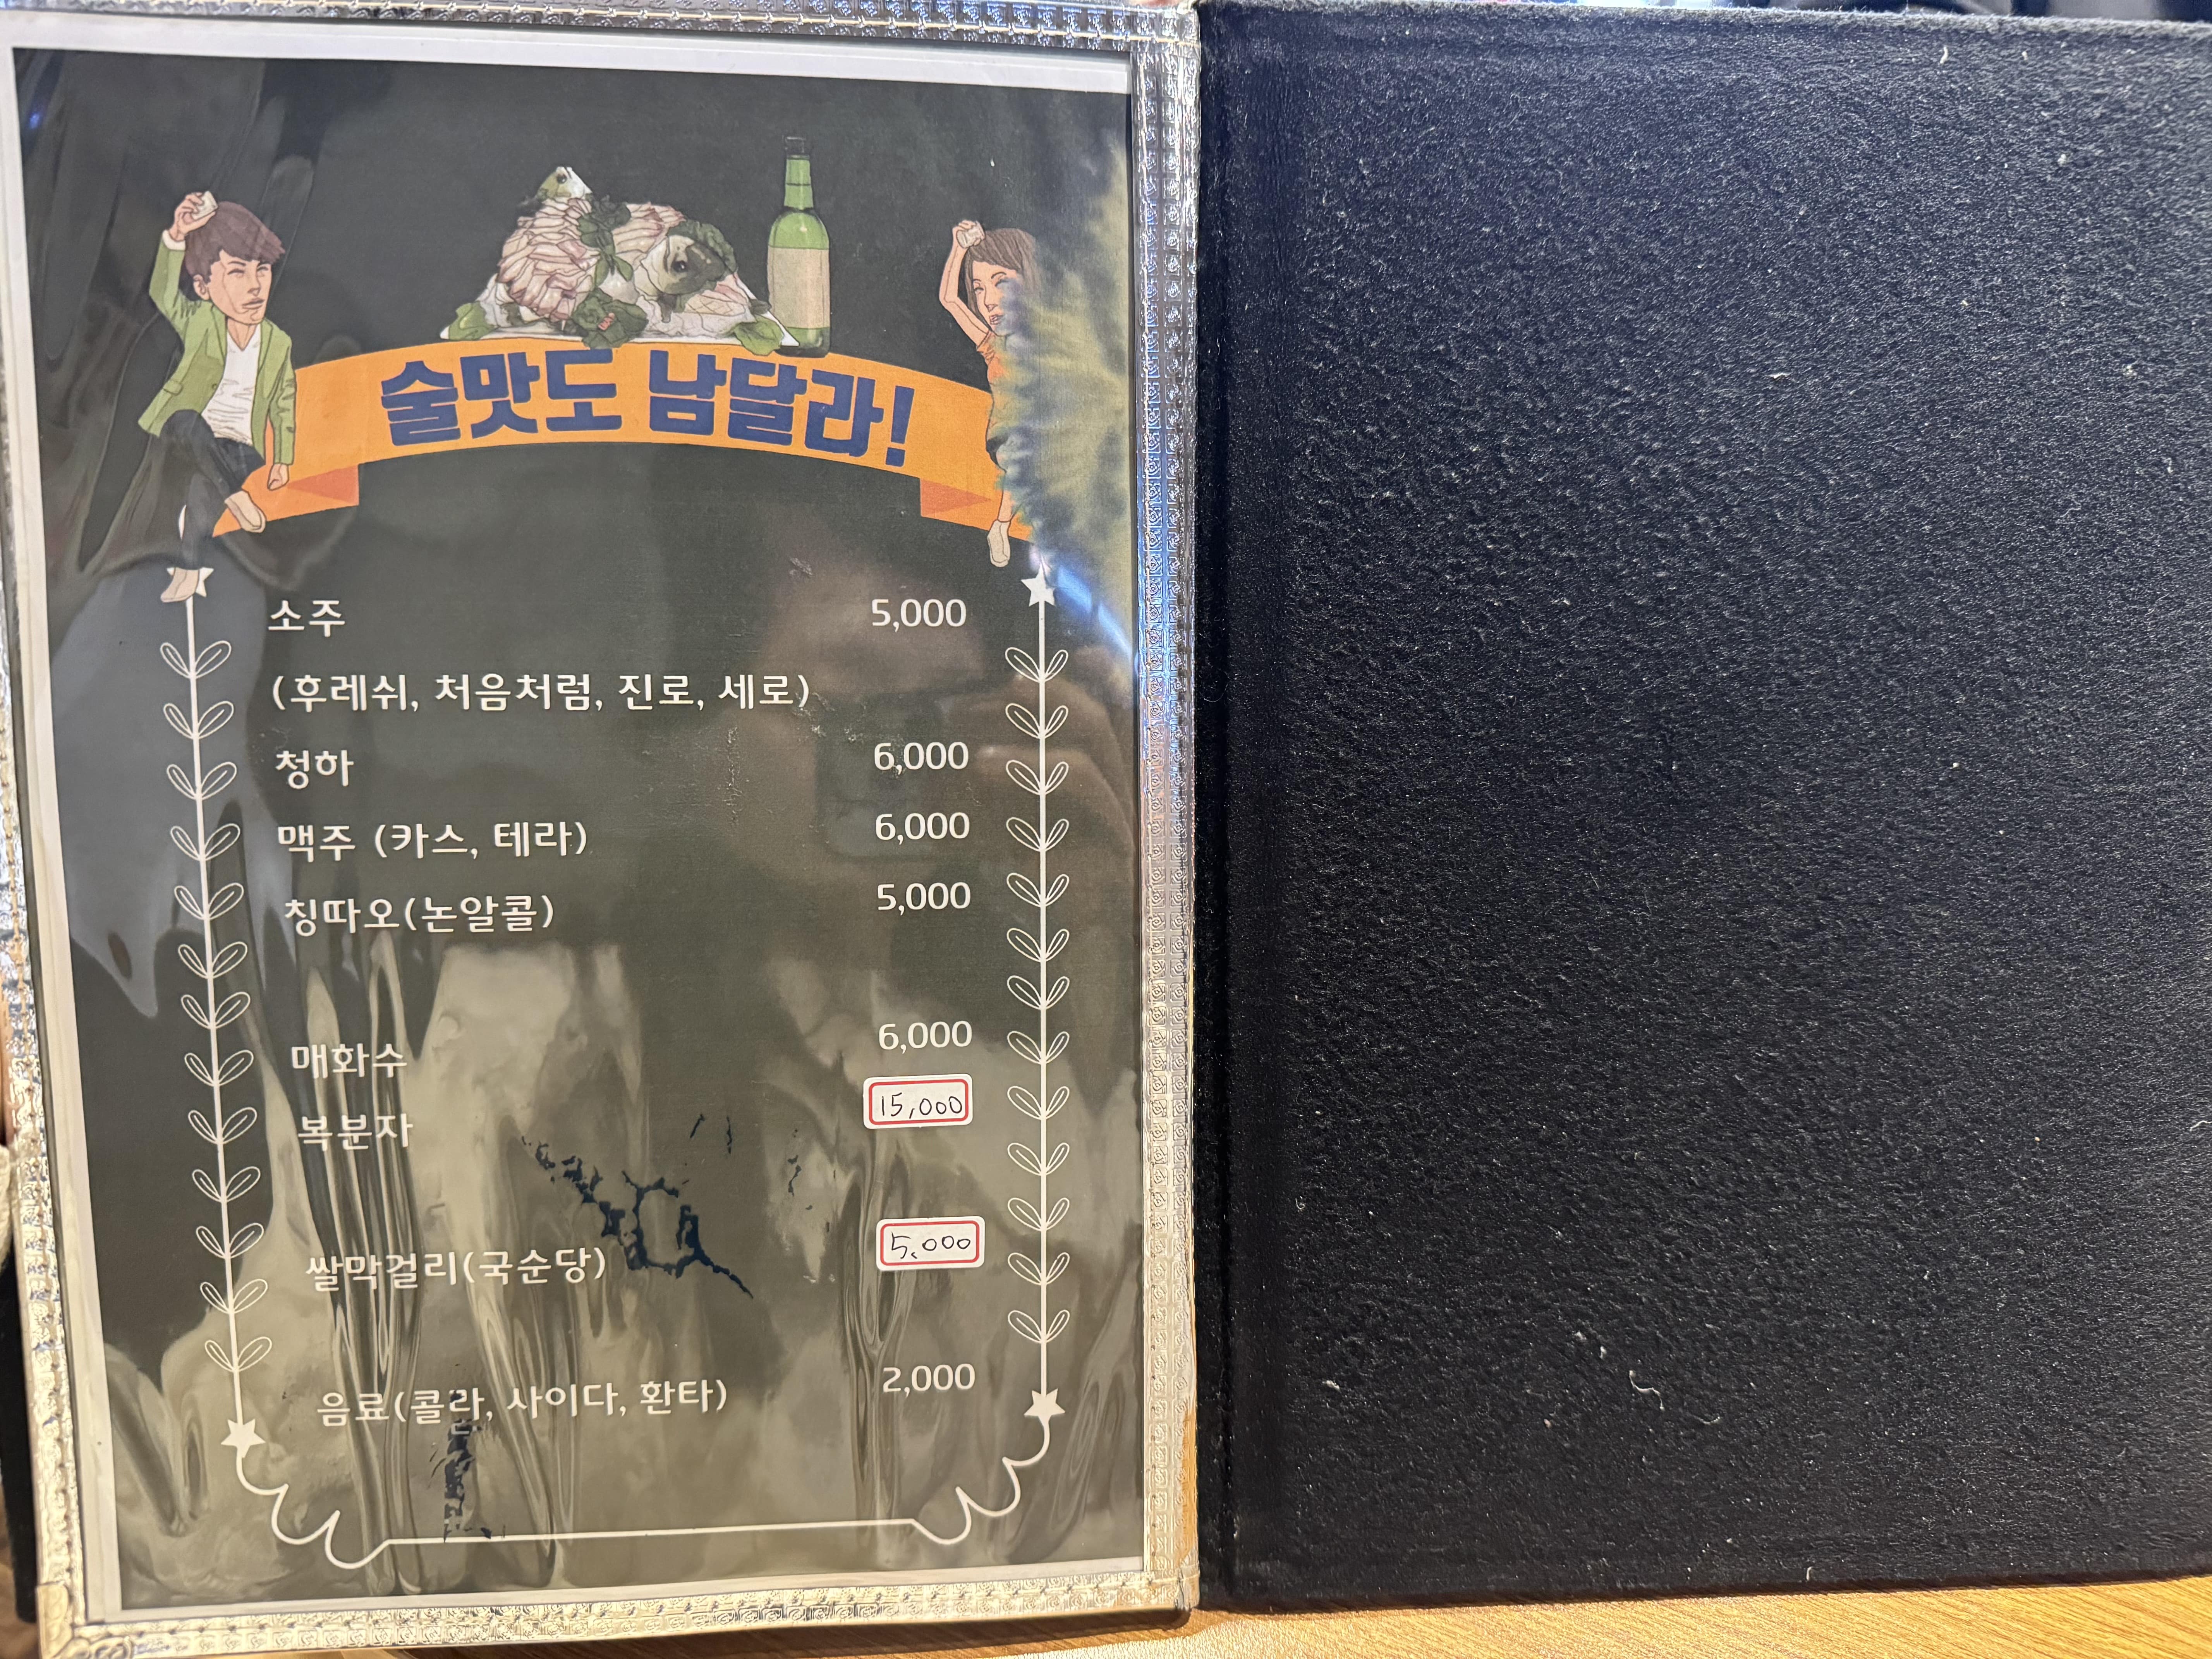 술맛도 남달라!
소주 5,000
(후레쉬, 처음처럼, 진로, 세로)
청하 6,000
맥주 (카스, 테라) 6,000
칭따오(논알콜) 5,000
매화수 6,000
복분자 15,000
쌀막걸리(국순당) 5,000
음료(콜라, 사이다, 환타) 2,000